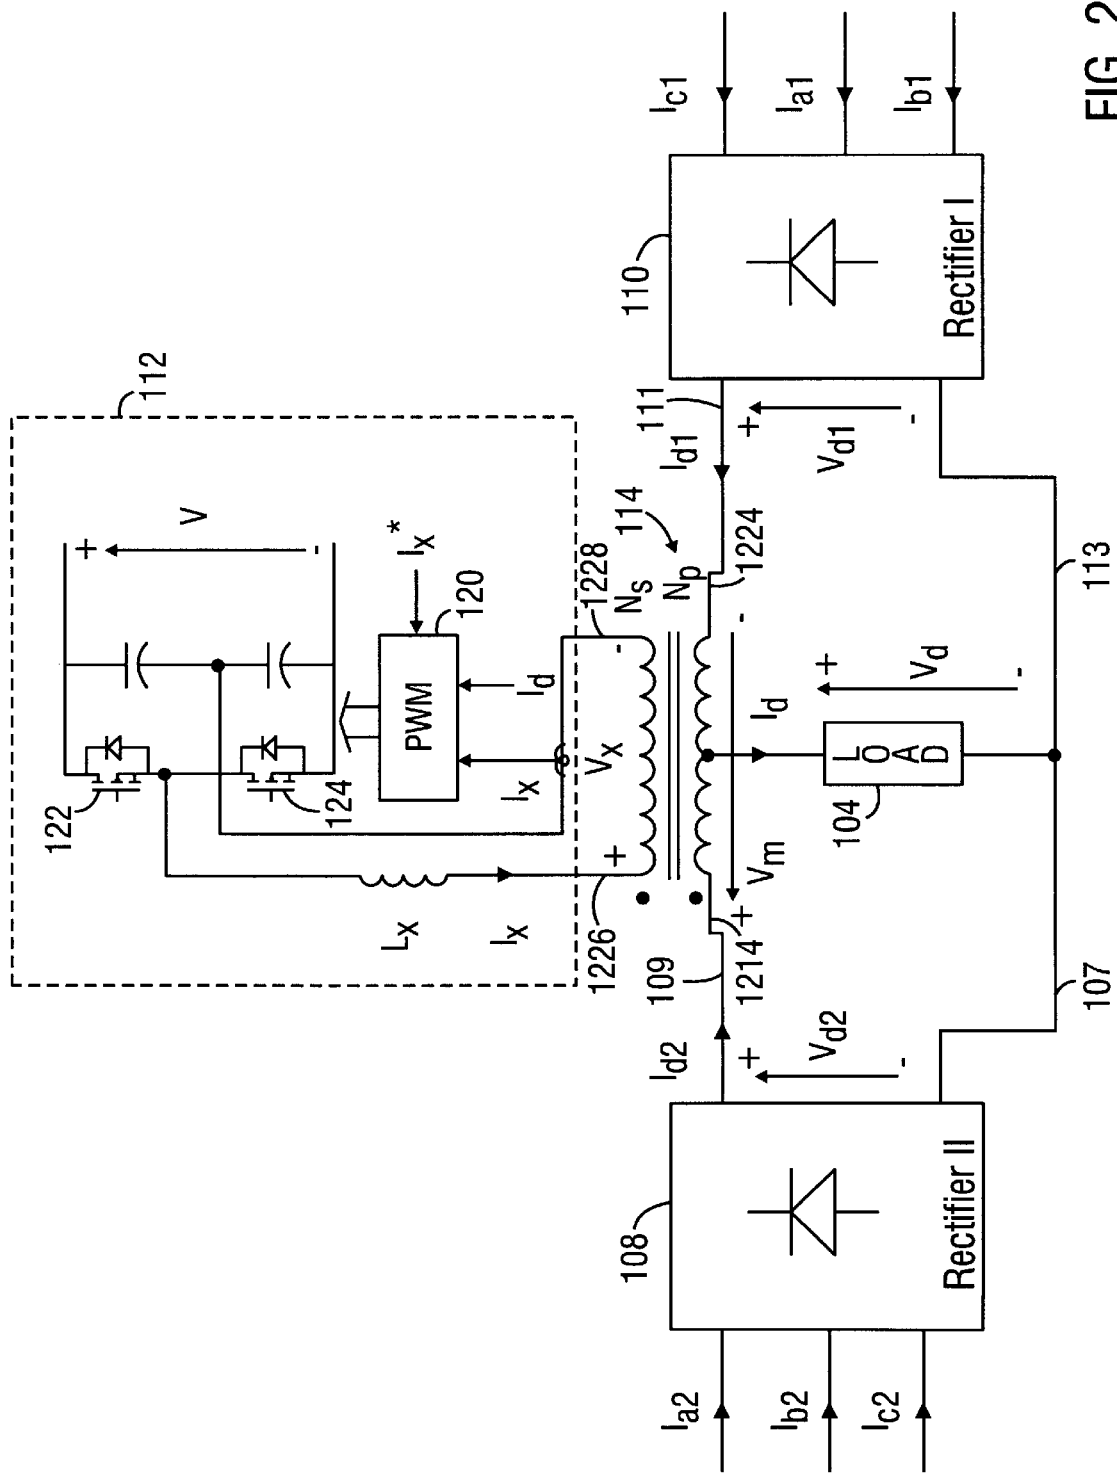 FIG. 2
112
122
124
V
+
-
I_x*
120
PWM
I_d
I_x
L_x
I_x
1226
1228
+
V_x
-
N_s
N_p
114
1224
1214
109
111
I_d2
I_d1
V_m
+
-
I_d
LOAD
104
+
V_d
-
+
V_d2
-
+
V_d1
-
107
113
108
Rectifier II
I_a2
I_b2
I_c2
110
Rectifier I
I_c1
I_a1
I_b1